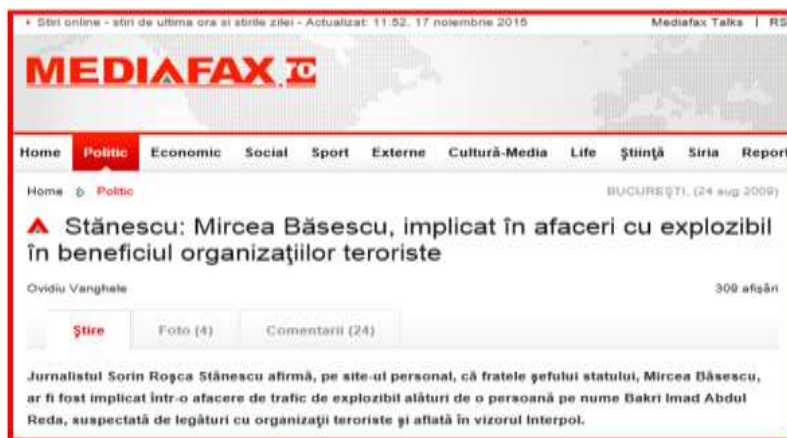 Stiri online - stiri de ultima ora si stirile zilei - Actualizat: 11:52, 17 noiembrie 2015 Mediafax Talks | RS
MEDIAFAX
Home Politic Economic Social Sport Externe Cultură-Media Life Ştiinţă Siria Report
Home Politic BUCUREŞTI, (24 aug 2009)
Stănescu: Mircea Băsescu, implicat în afaceri cu explozibil
în beneficiul organizaţiilor teroriste
Ovidiu Vanghele 309 afişări
Ştire Foto (4) Comentarii (24)
Jurnalistul Sorin Roşca Stănescu afirmă, pe site-ul personal, că fratele şefului statului, Mircea Băsescu,
ar fi fost implicat într-o afacere de trafic de explozibil alături de o persoană pe nume Bakri Imad Abdul
Reda, suspectată de legături cu organizaţii teroriste şi aflată în vizorul Interpol.